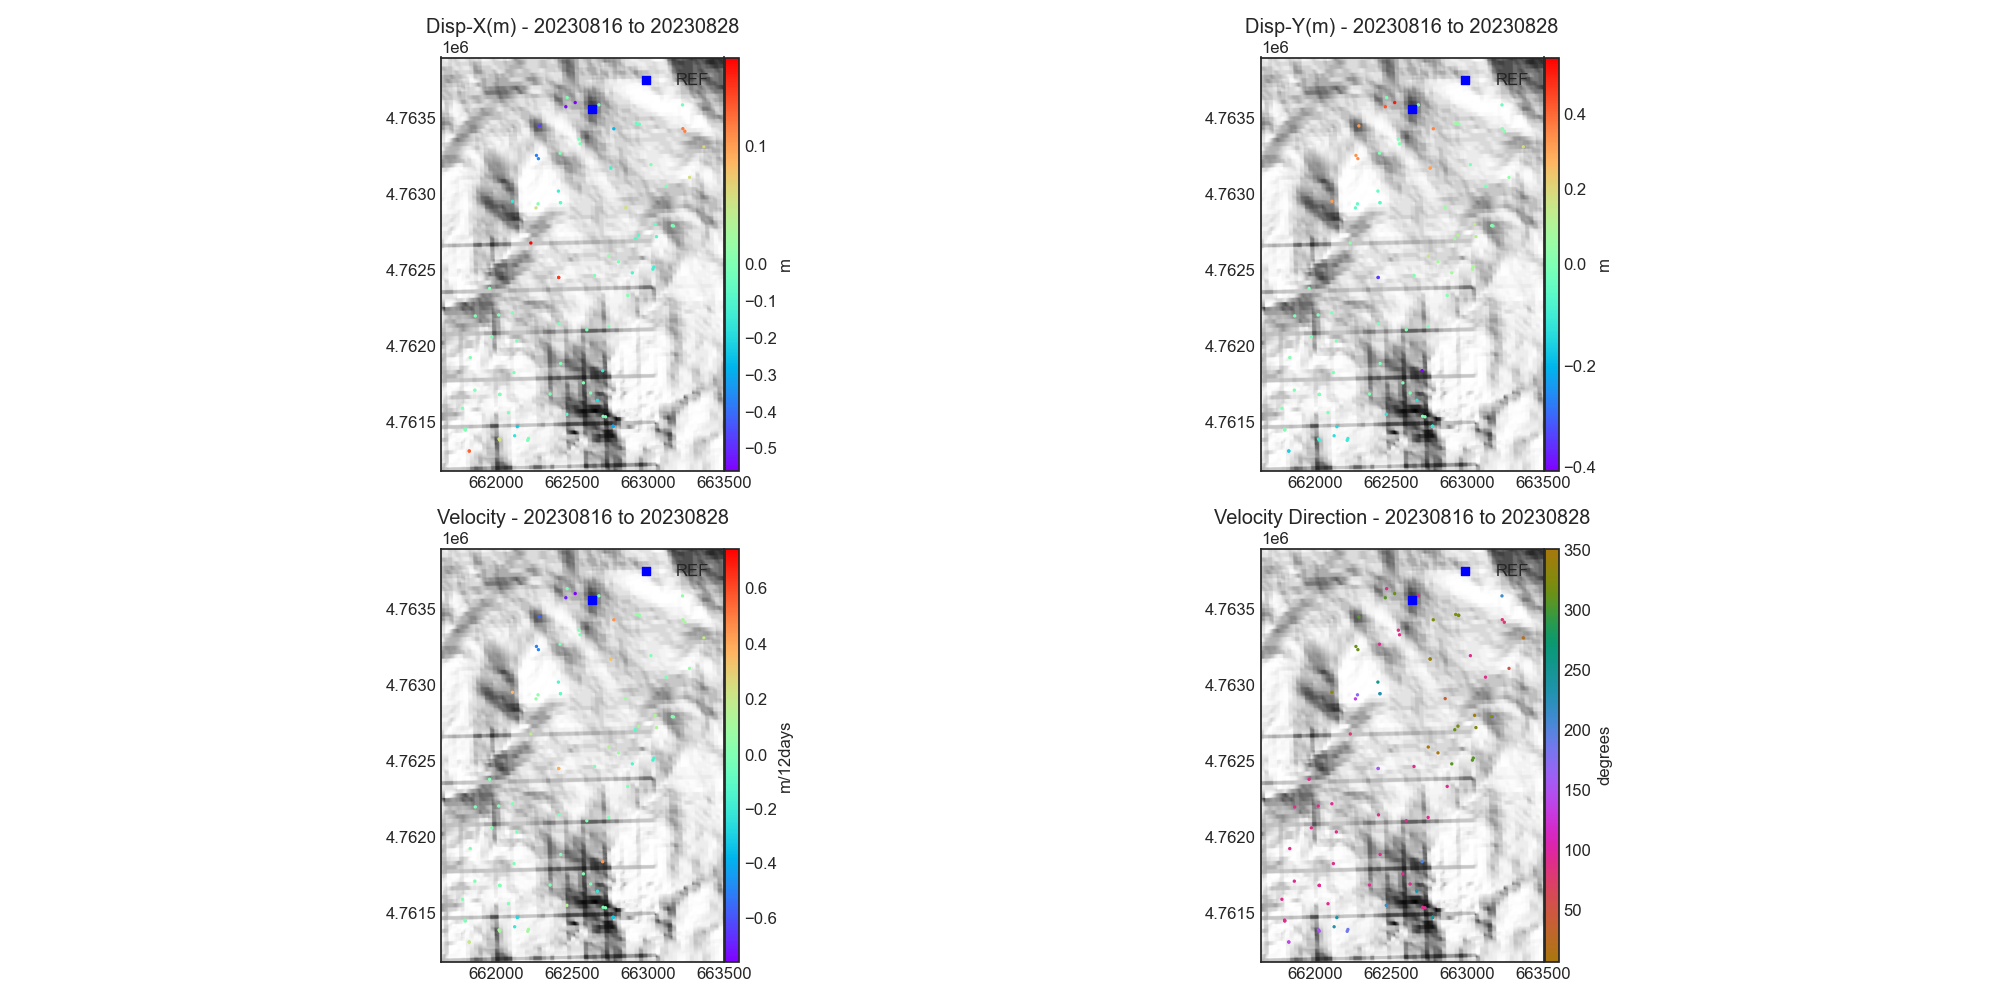 Disp-X(m) - 20230816 to 20230828
1e6
REF
4.7635
4.7630
4.7625
4.7620
4.7615
662000 662500 663000 663500
0.1
0.0
−0.1
−0.2
−0.3
−0.4
−0.5
m
Disp-Y(m) - 20230816 to 20230828
1e6
REF
4.7635
4.7630
4.7625
4.7620
4.7615
662000 662500 663000 663500
0.4
0.2
0.0
−0.2
−0.4
m
Velocity - 20230816 to 20230828
1e6
REF
4.7635
4.7630
4.7625
4.7620
4.7615
662000 662500 663000 663500
0.6
0.4
0.2
0.0
−0.2
−0.4
−0.6
m/12days
Velocity Direction - 20230816 to 20230828
1e6
REF
4.7635
4.7630
4.7625
4.7620
4.7615
662000 662500 663000 663500
350
300
250
200
150
100
50
degrees